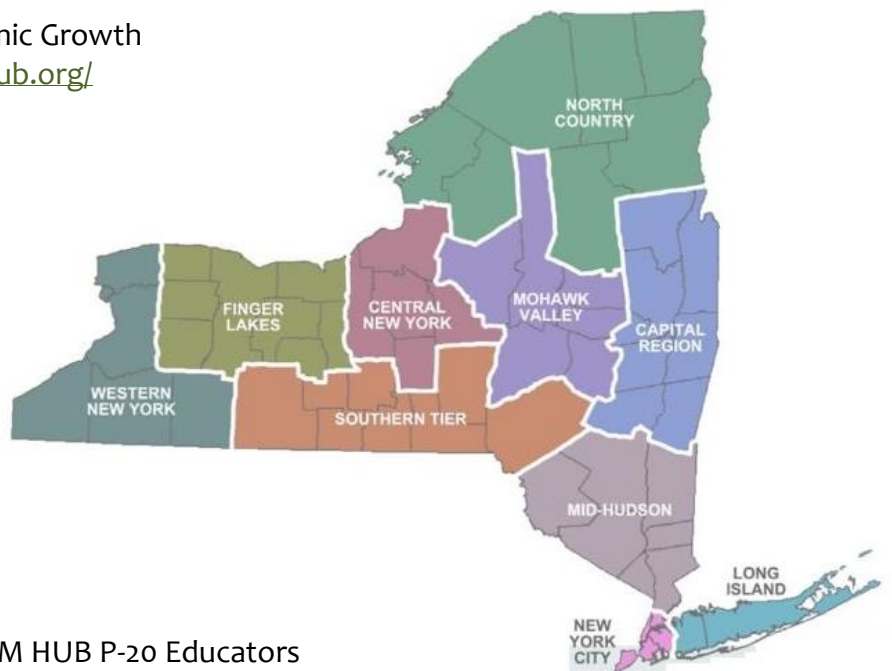 nic Growth
ub.org/
NORTH
COUNTRY
FINGER
LAKES
CENTRAL
NEW YORK
MOHAWK
VALLEY
CAPITAL
REGION
WESTERN
NEW YORK
SOUTHERN TIER
MID-HUDSON
LONG
ISLAND
NEW
YORK
CITY
M HUB P-20 Educators